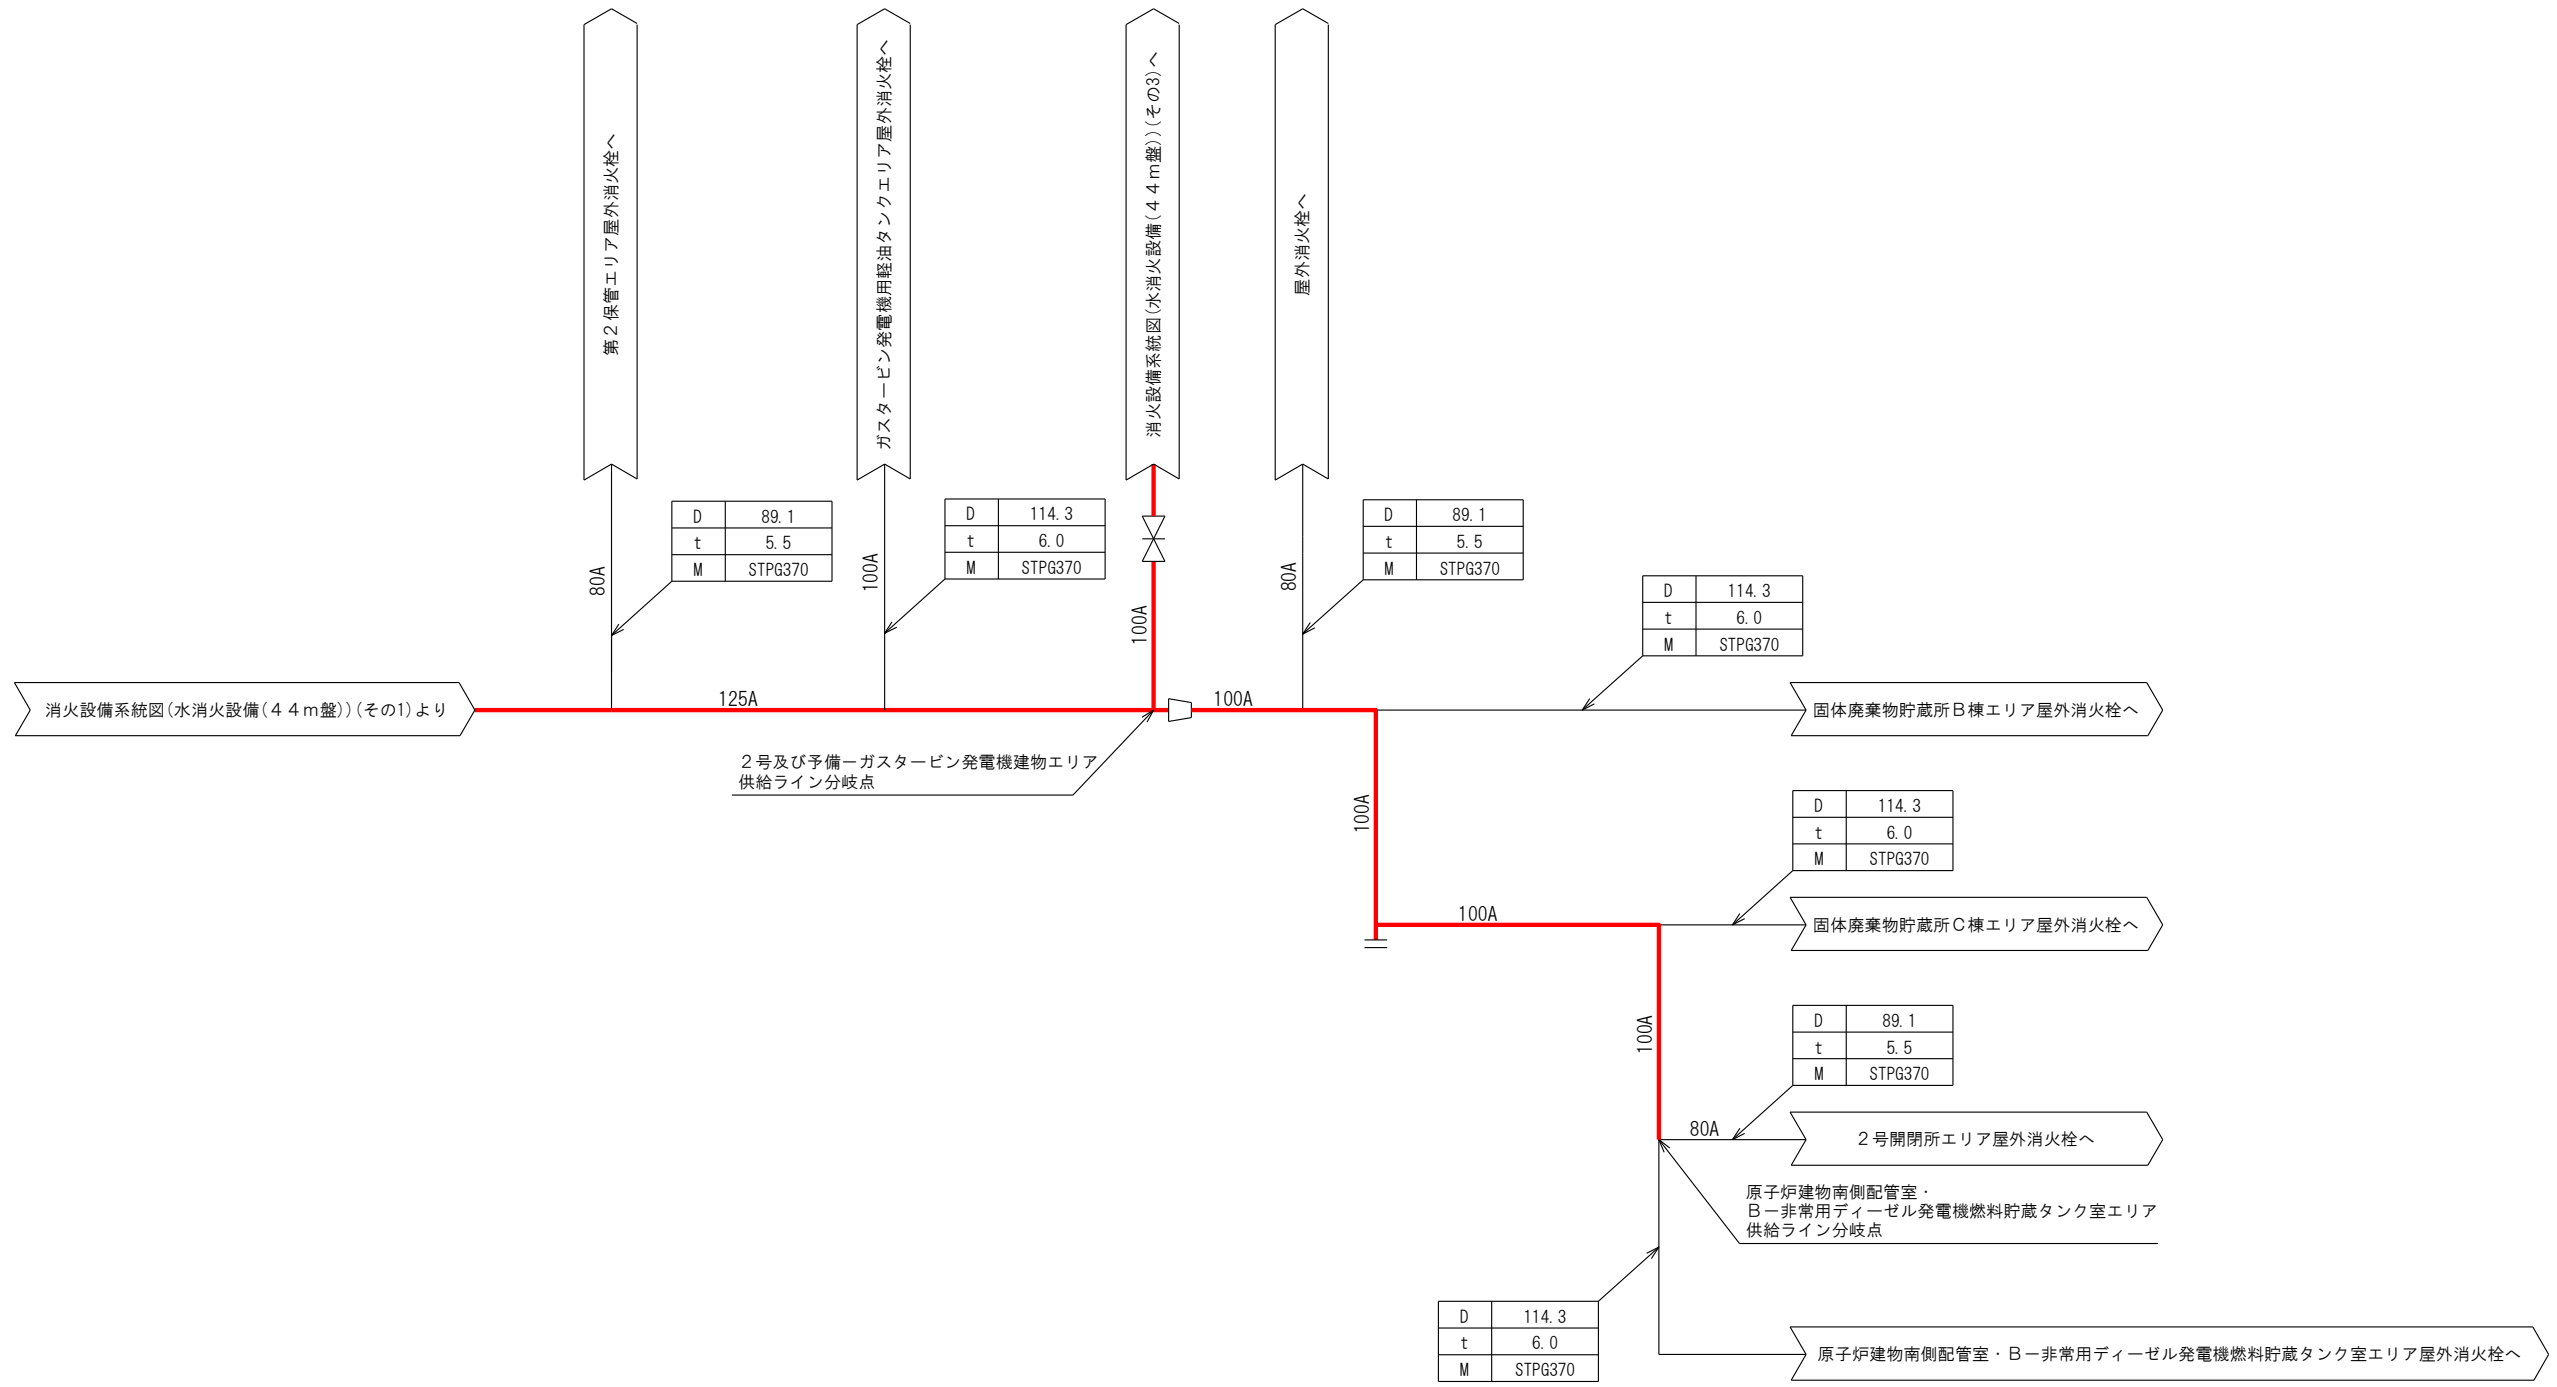 第２保管エリア屋外消火栓へ
ガスタービン発電機用軽油タンクエリア屋外消火栓へ
消火設備系統図(水消火設備(４４ｍ盤))(その3)へ
屋外消火栓へ
D 89.1
t 5.5
M STPG370
80A
D 114.3
t 6.0
M STPG370
100A
100A
D 89.1
t 5.5
M STPG370
80A
D 114.3
t 6.0
M STPG370
消火設備系統図(水消火設備(４４ｍ盤))(その1)より
125A
100A
固体廃棄物貯蔵所Ｂ棟エリア屋外消火栓へ
２号及び予備－ガスタービン発電機建物エリア
供給ライン分岐点
100A
D 114.3
t 6.0
M STPG370
100A
固体廃棄物貯蔵所Ｃ棟エリア屋外消火栓へ
100A
D 89.1
t 5.5
M STPG370
80A
２号開閉所エリア屋外消火栓へ
原子炉建物南側配管室・
Ｂ－非常用ディーゼル発電機燃料貯蔵タンク室エリア
供給ライン分岐点
D 114.3
t 6.0
M STPG370
原子炉建物南側配管室・Ｂ－非常用ディーゼル発電機燃料貯蔵タンク室エリア屋外消火栓へ